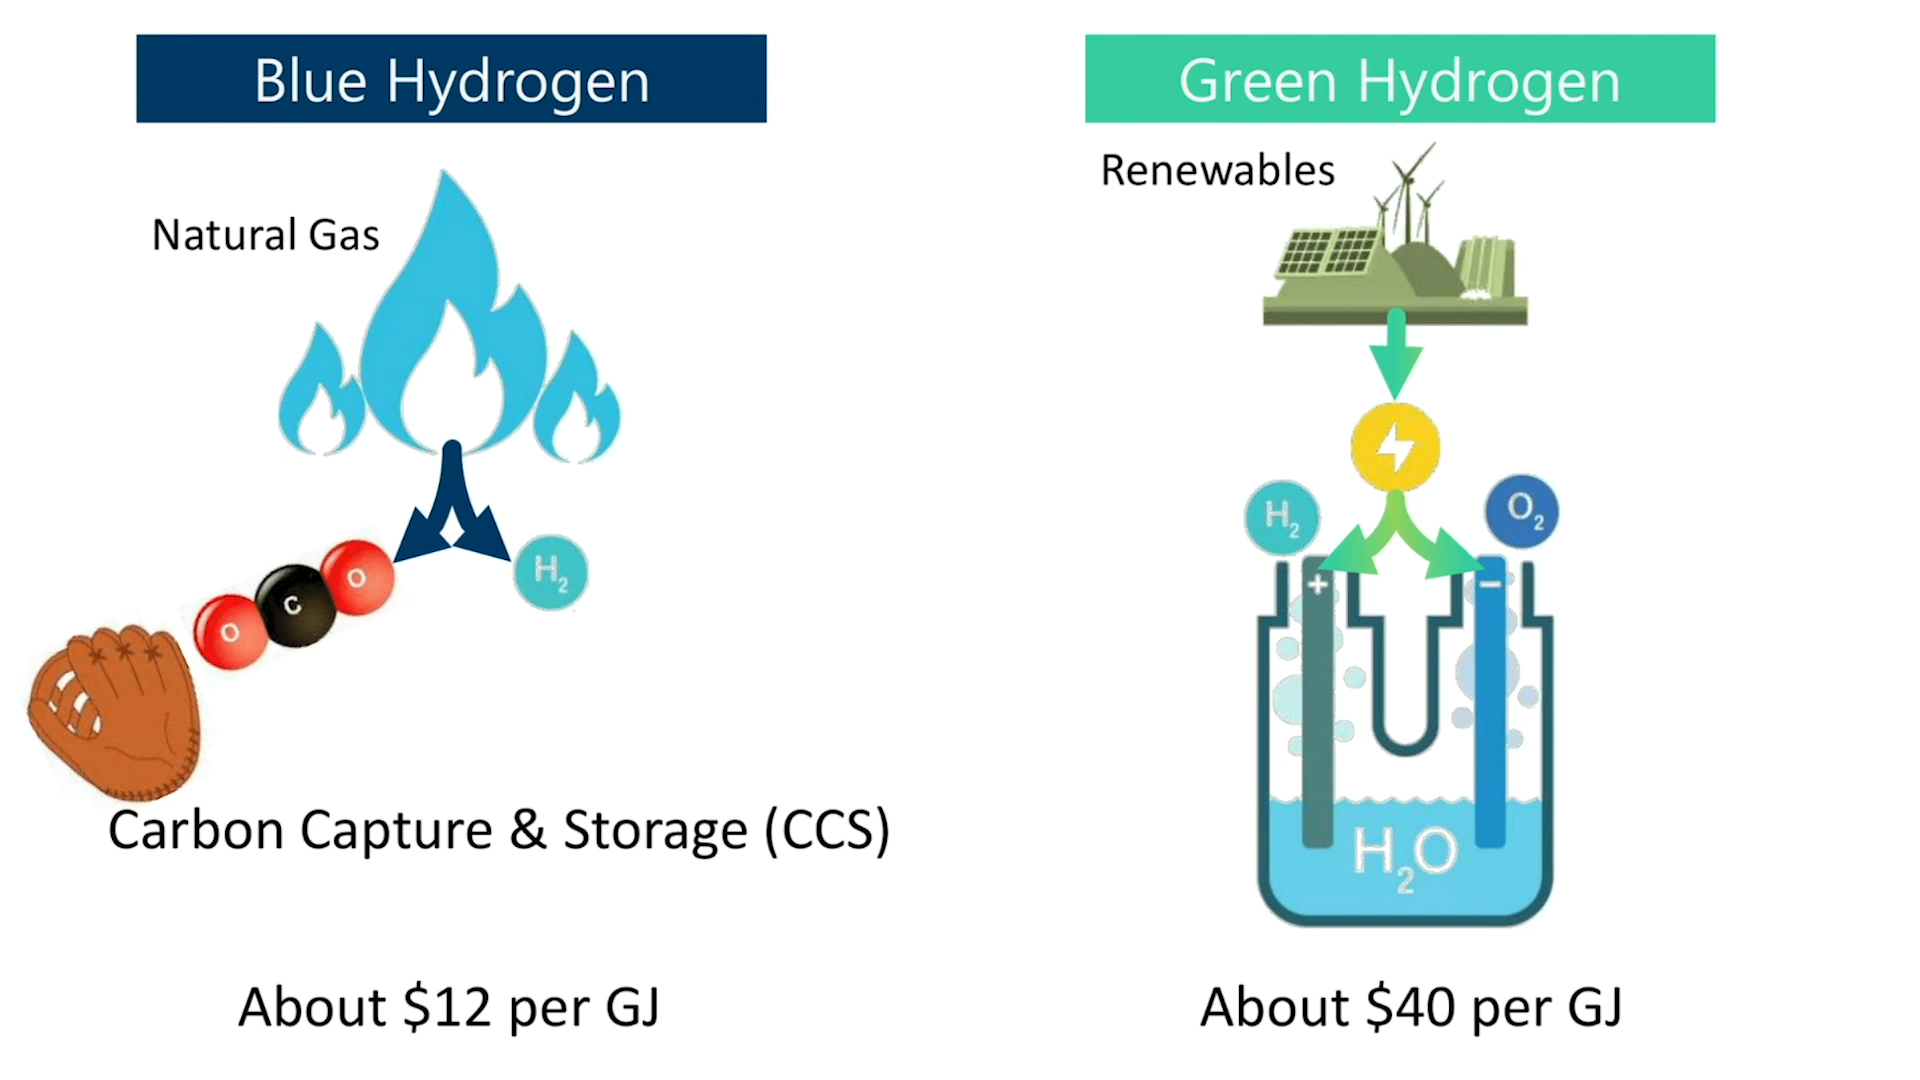 Blue Hydrogen
Natural Gas
O C O
H2
Carbon Capture & Storage (CCS)
About $12 per GJ
Green Hydrogen
Renewables
H2
O2
+
−
H2O
About $40 per GJ